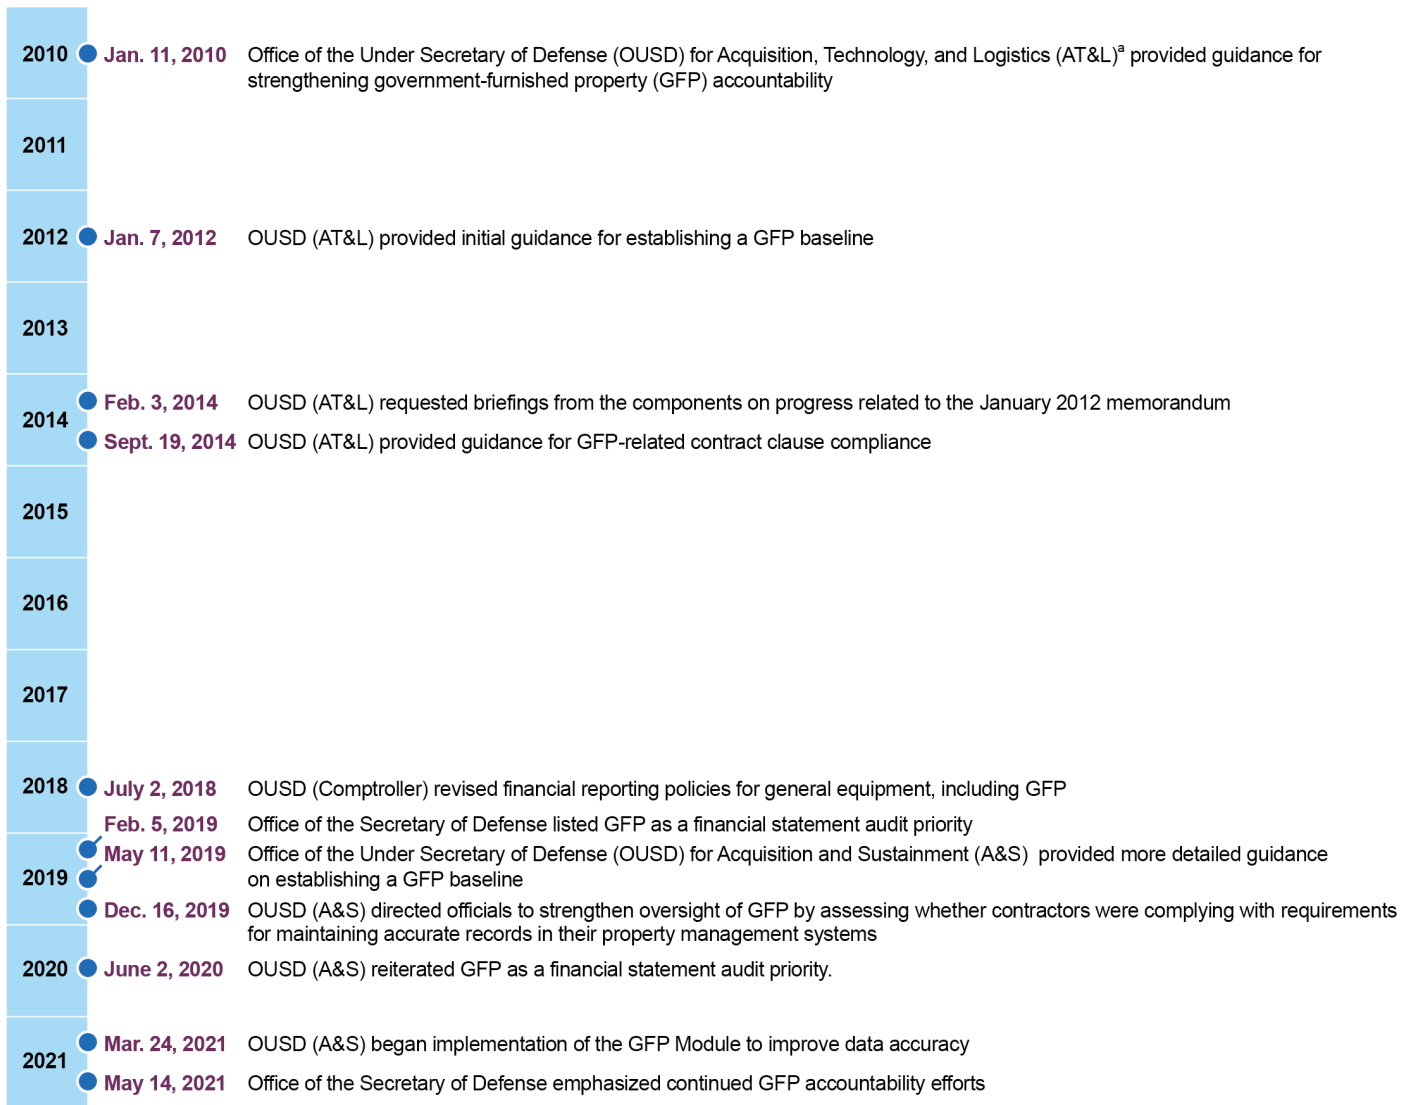 2010 Jan. 11, 2010 Office of the Under Secretary of Defense (OUSD) for Acquisition, Technology, and Logistics (AT&L)ª provided guidance for
strengthening government-furnished property (GFP) accountability
2011
2012 Jan. 7, 2012 OUSD (AT&L) provided initial guidance for establishing a GFP baseline
2013
Feb. 3, 2014 OUSD (AT&L) requested briefings from the components on progress related to the January 2012 memorandum
2014
Sept. 19, 2014 OUSD (AT&L) provided guidance for GFP-related contract clause compliance
2015
2016
2017
2018 July 2, 2018 OUSD (Comptroller) revised financial reporting policies for general equipment, including GFP
Feb. 5, 2019 Office of the Secretary of Defense listed GFP as a financial statement audit priority
May 11, 2019 Office of the Under Secretary of Defense (OUSD) for Acquisition and Sustainment (A&S) provided more detailed guidance
2019 on establishing a GFP baseline
Dec. 16, 2019 OUSD (A&S) directed officials to strengthen oversight of GFP by assessing whether contractors were complying with requirements
for maintaining accurate records in their property management systems
2020 June 2, 2020 OUSD (A&S) reiterated GFP as a financial statement audit priority.
Mar. 24, 2021 OUSD (A&S) began implementation of the GFP Module to improve data accuracy
2021
May 14, 2021 Office of the Secretary of Defense emphasized continued GFP accountability efforts